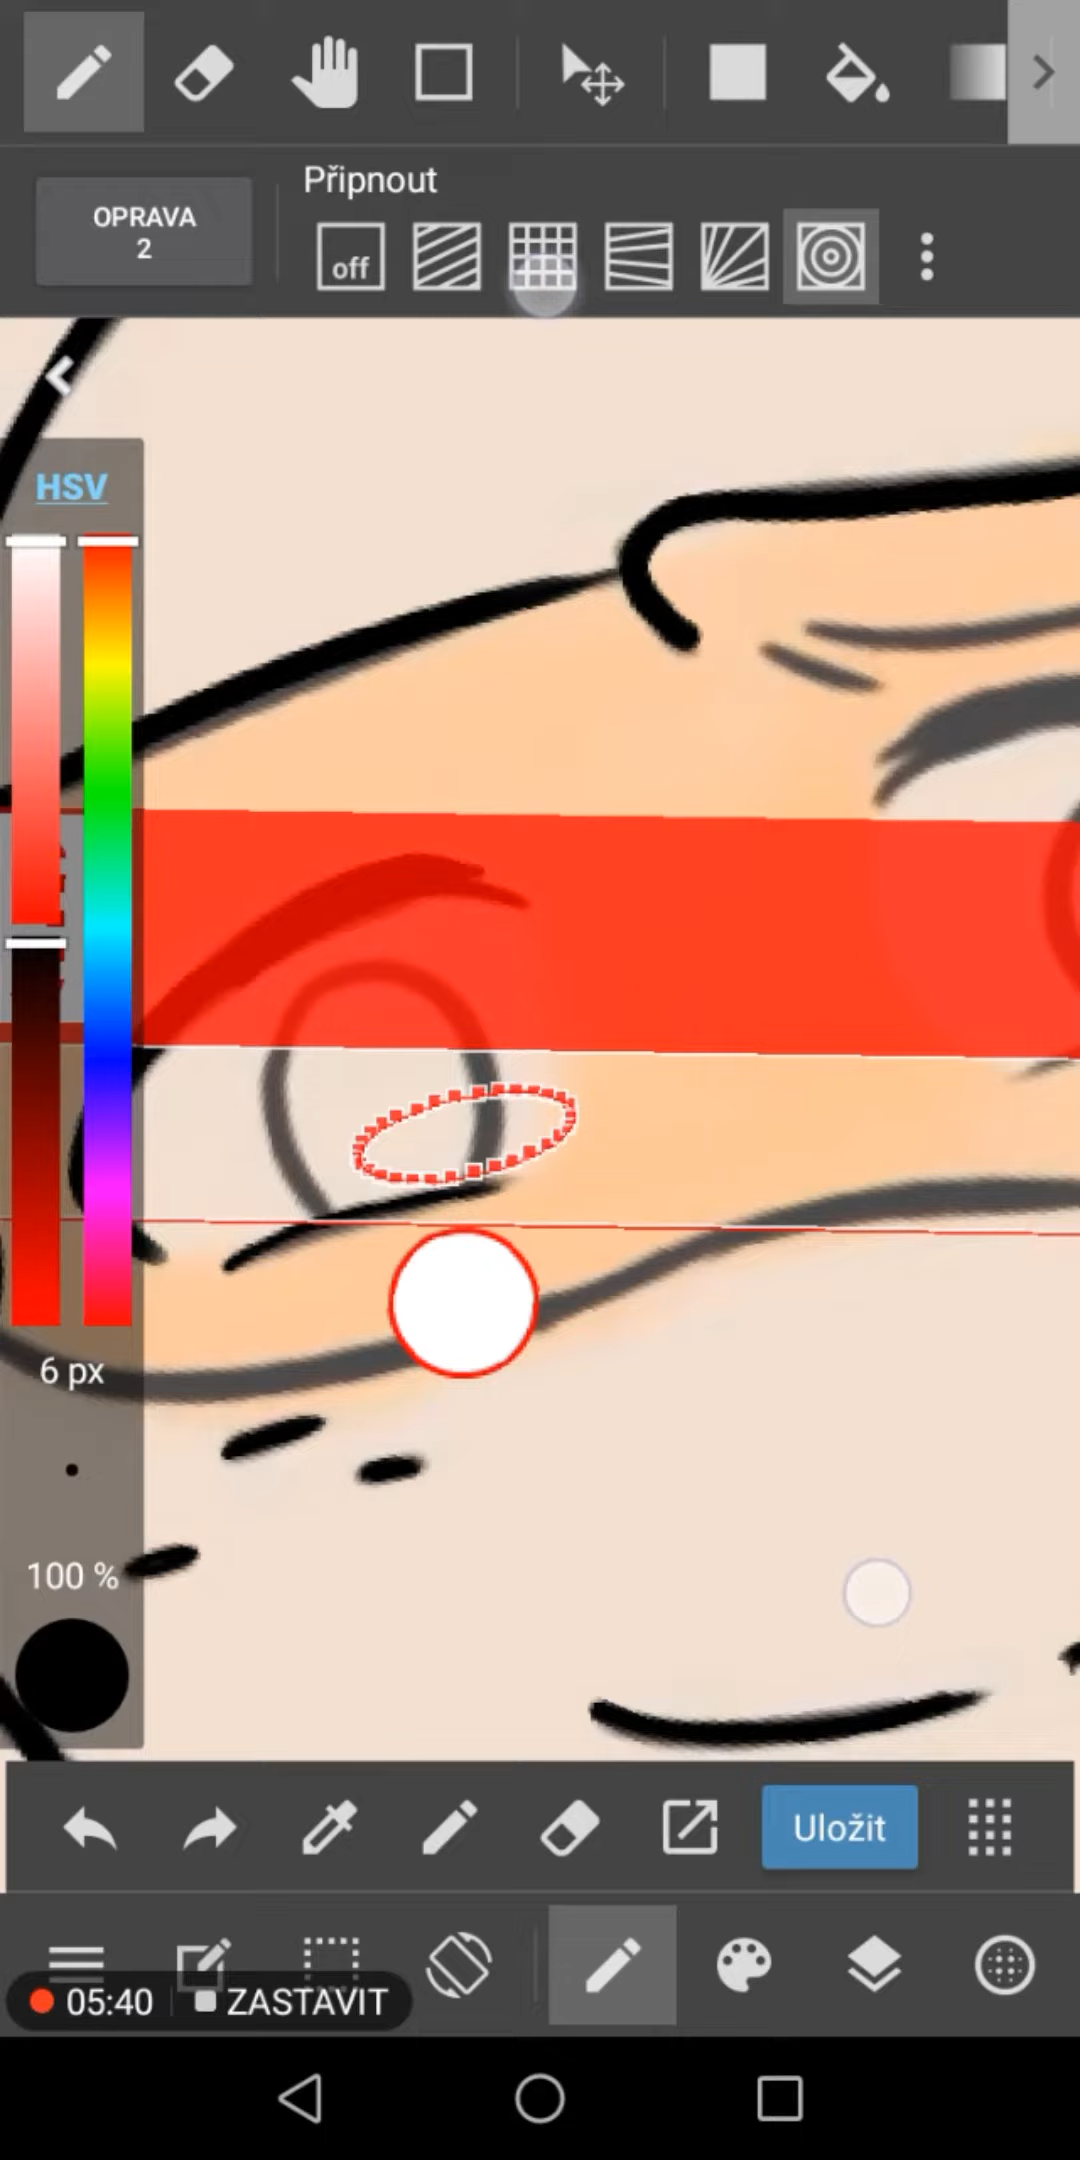 Připnout
OPRAVA
2
off
HSV
6 px
100 %
Uložit
05:40
ZASTAVIT